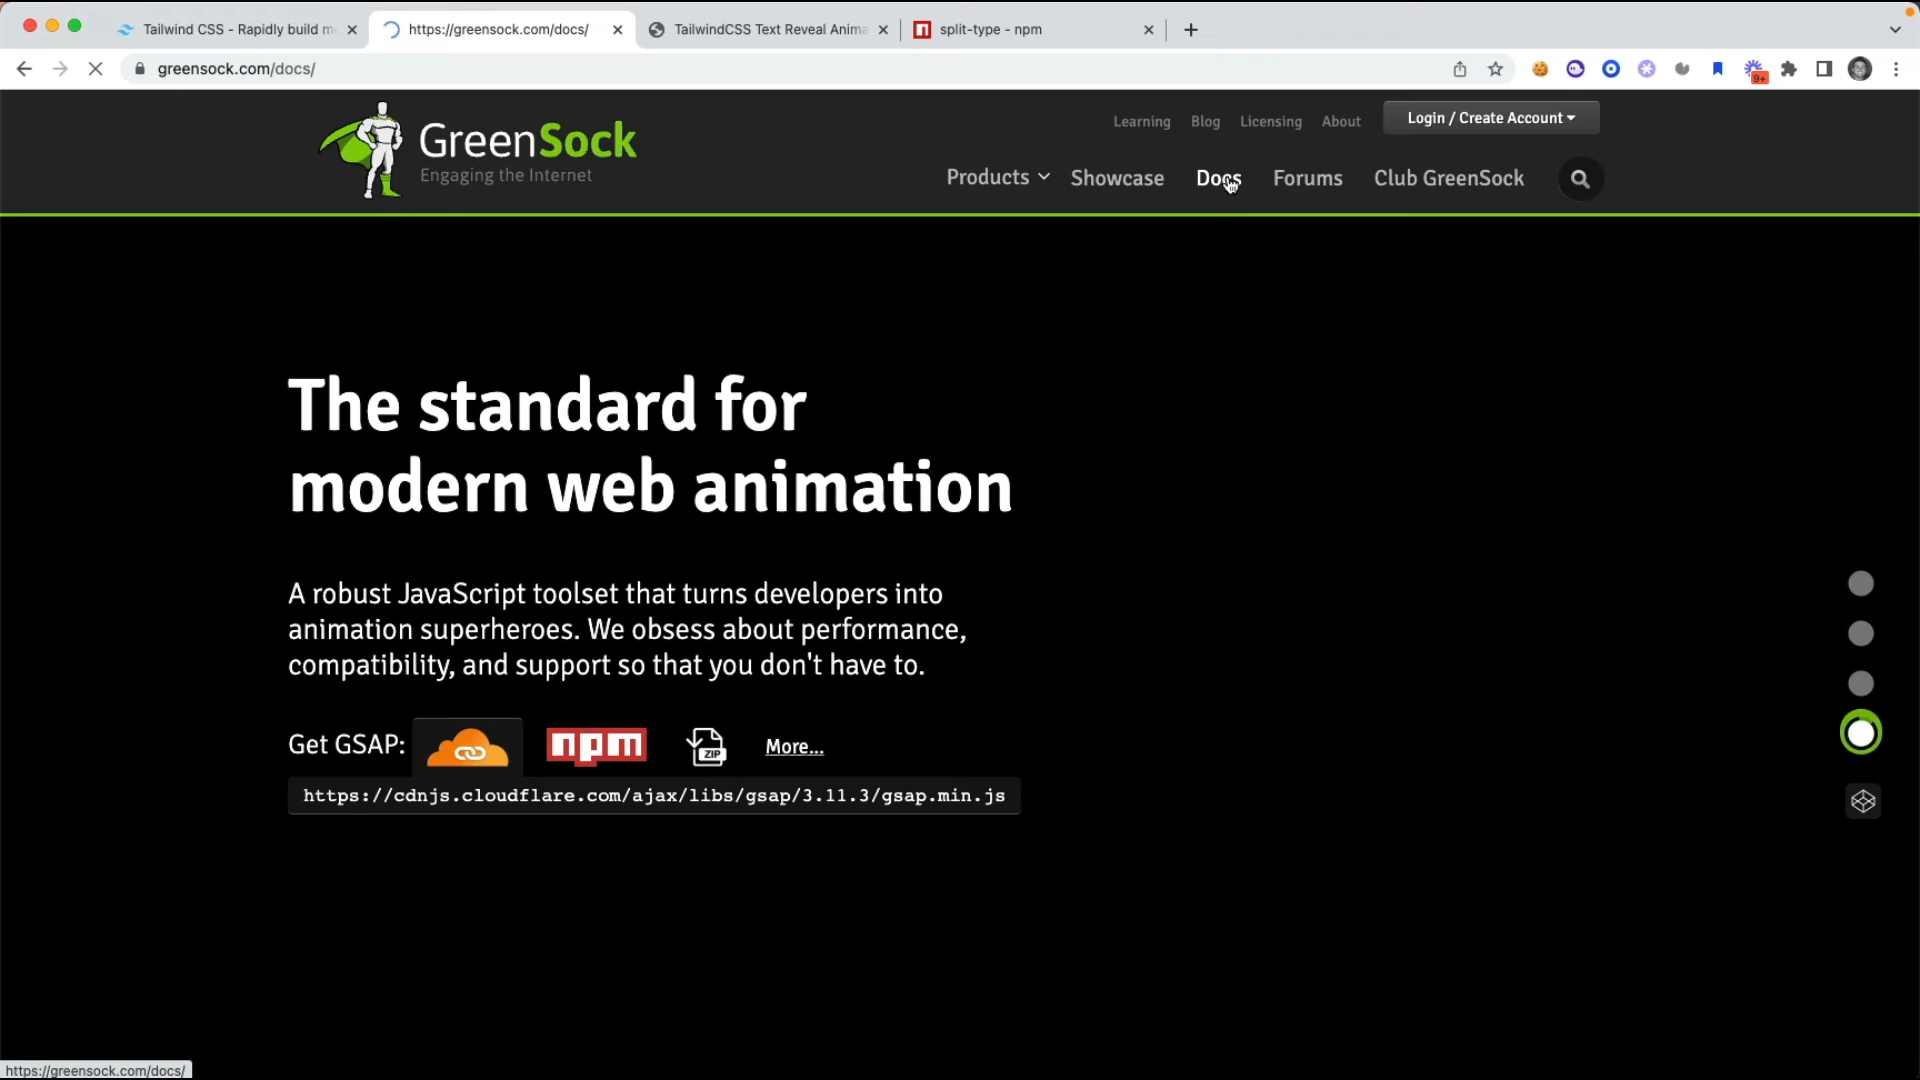 Tailwind CSS - Rapidly build m
https://greensock.com/docs/
TailwindCSS Text Reveal Anima
split-type - npm
greensock.com/docs/
9+
GreenSock
Engaging the Internet
Learning
Blog
Licensing
About
Login / Create Account
Products
Showcase
Docs
Forums
Club GreenSock
The standard for
modern web animation
A robust JavaScript toolset that turns developers into
animation superheroes. We obsess about performance,
compatibility, and support so that you don't have to.
Get GSAP:
npm
ZIP
More...
https://cdnjs.cloudflare.com/ajax/libs/gsap/3.11.3/gsap.min.js
https://greensock.com/docs/